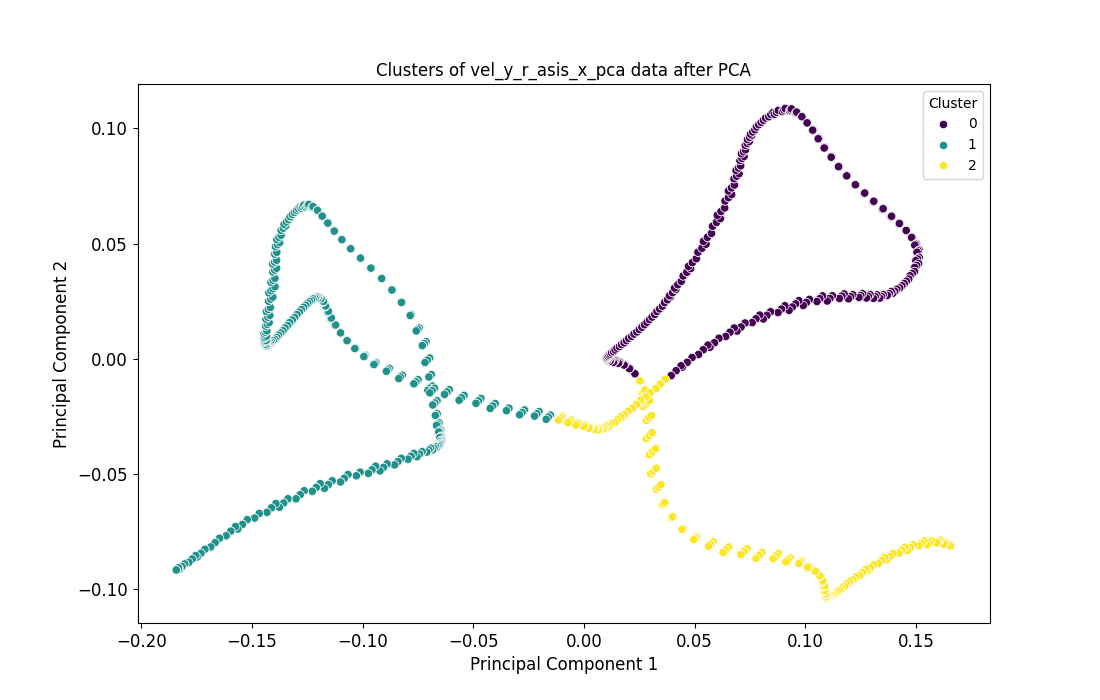 Clusters of vel_y_r_asis_x_pca data after PCA
Cluster
0
1
2
0.10
0.05
0.00
−0.05
−0.10
Principal Component 2
−0.20 −0.15 −0.10 −0.05 0.00 0.05 0.10 0.15
Principal Component 1